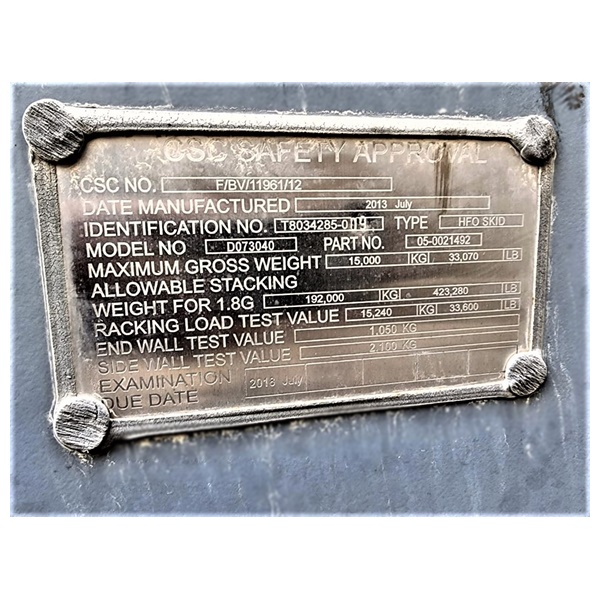 CSC SAFETY APPROVAL
CSC NO. F/BV/11961/12
DATE MANUFACTURED 2013 July
IDENTIFICATION NO. T8034285-009 TYPE HFO SKID
MODEL NO D073040 PART NO. 05-0021492
MAXIMUM GROSS WEIGHT 15,000 KG 33,070 LB
ALLOWABLE STACKING
WEIGHT FOR 1.8G 192,000 KG 423,280 LB
RACKING LOAD TEST VALUE 15,240 KG 33,600 LB
END WALL TEST VALUE 1,050 KG
SIDE WALL TEST VALUE 2,100 KG
EXAMINATION 2018 July
DUE DATE